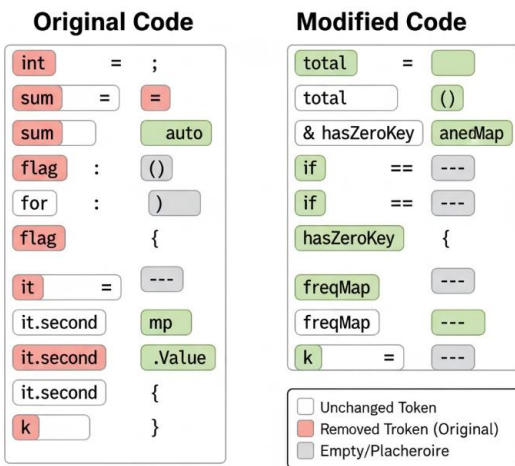 Original Code
int = ;
sum = =
sum auto
flag : ()
for : )
flag {
it = ---
it.second mp
it.second .Value
it.second {
k }
Modified Code
total =
total ()
& hasZeroKey anedMap
if == ---
if == ---
hasZeroKey {
freqMap ---
freqMap ---
k = ---
Unchanged Token
Removed Troken (Original)
Empty/Placheroire